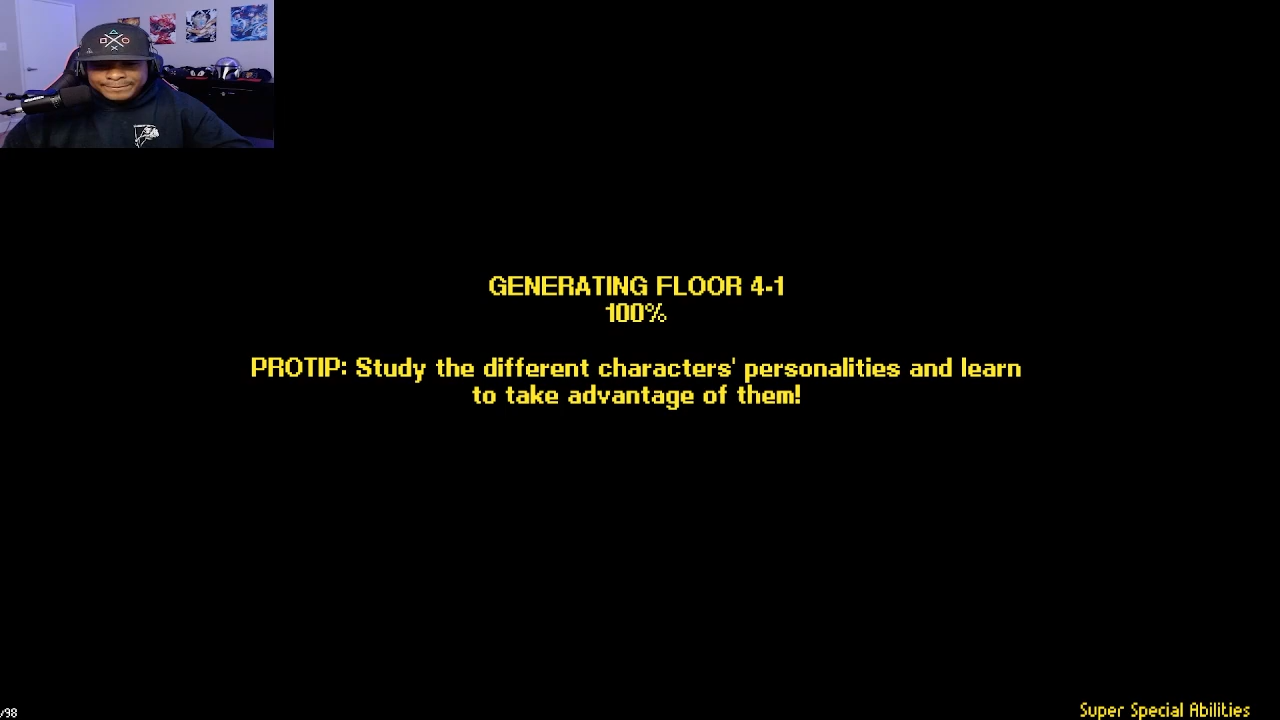 GENERATING FLOOR 4-1
100%
PROTIP: Study the different characters' personalities and learn
to take advantage of them!
v98
Super Special Abilities